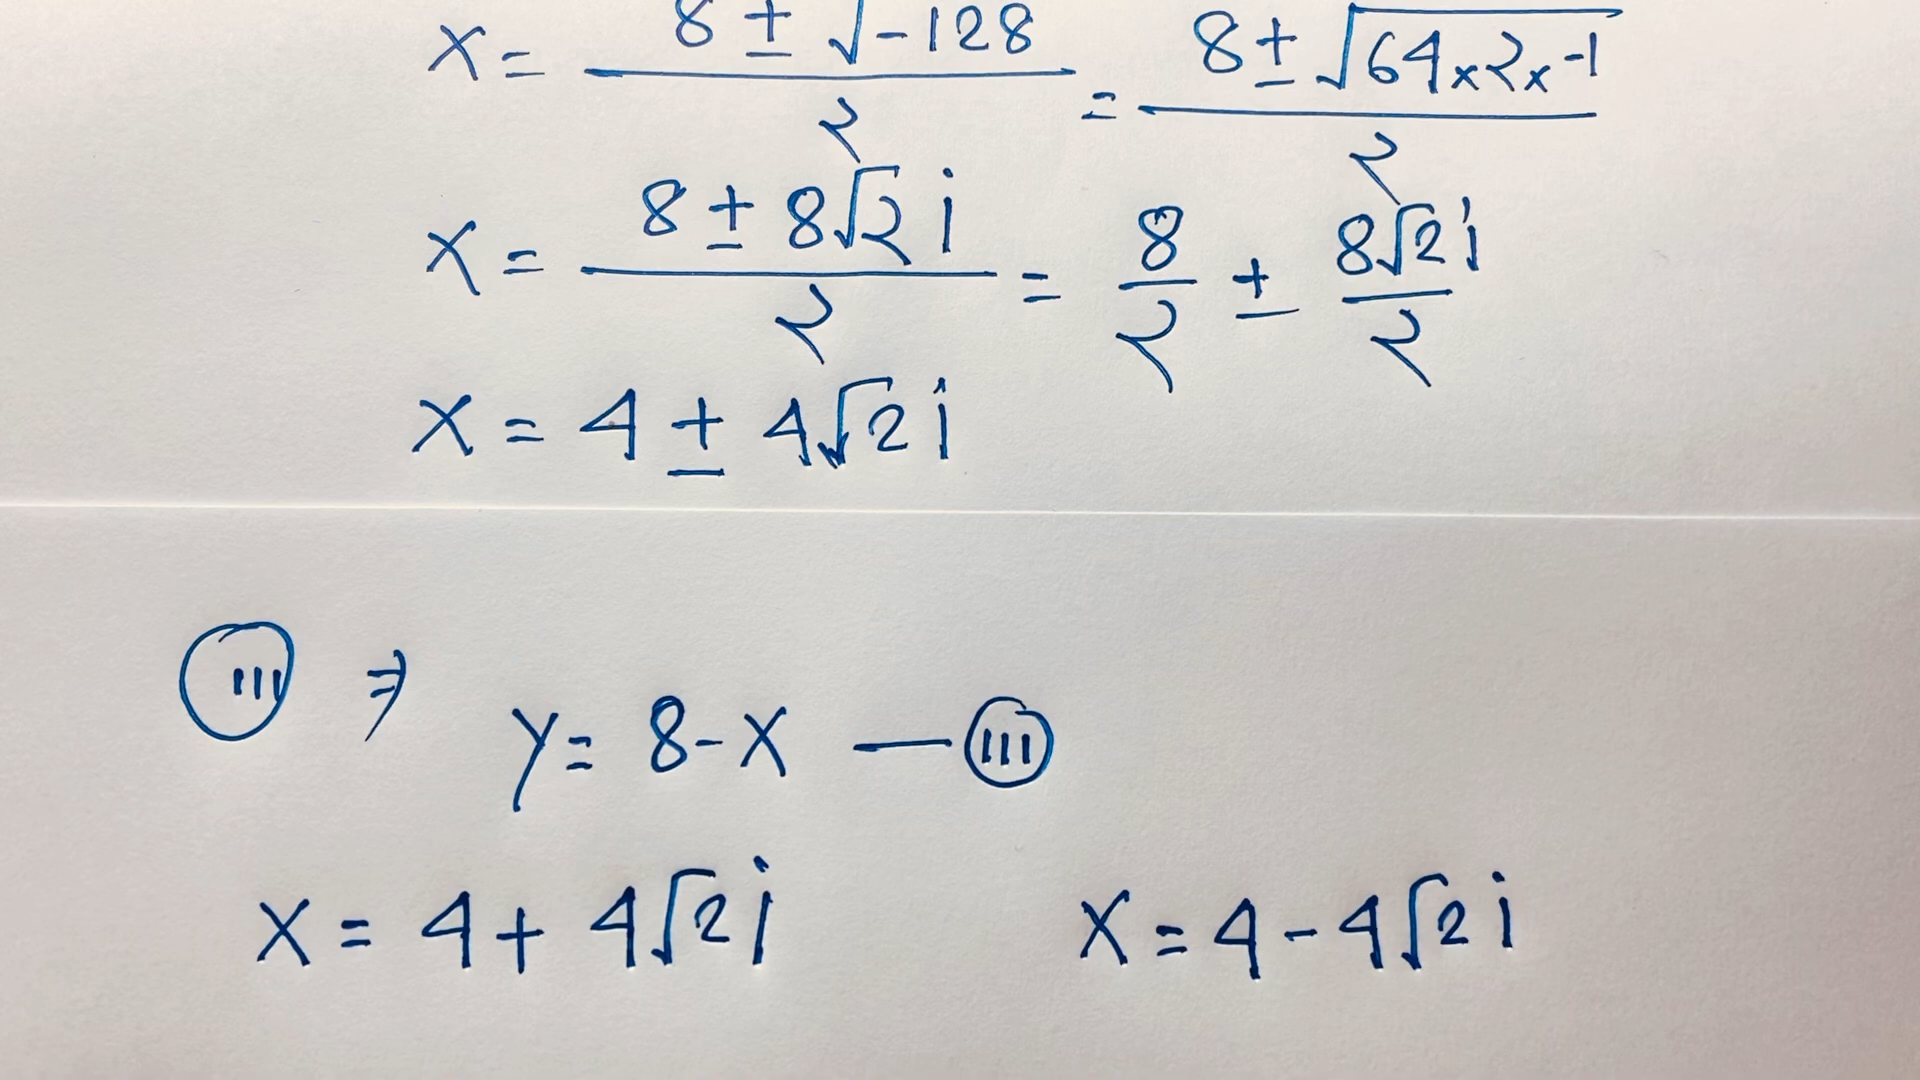 x = (8 ± √-128)/2 = (8 ± √(64×2×-1))/2
x = (8 ± 8√2 i)/2 = 8/2 ± 8√2 i/2
x = 4 ± 4√2 i
(III) ⇒
y = 8 - x — (III)
x = 4 + 4√2 i x = 4 - 4√2 i